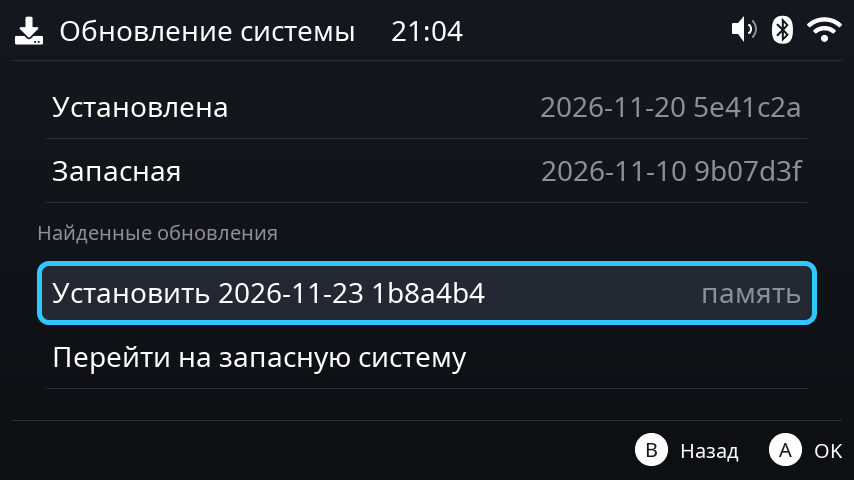 Обновление системы 21:04
Установлена 2026-11-20 5e41c2a
Запасная 2026-11-10 9b07d3f
Найденные обновления
Установить 2026-11-23 1b8a4b4 память
Перейти на запасную систему
B Назад A OK